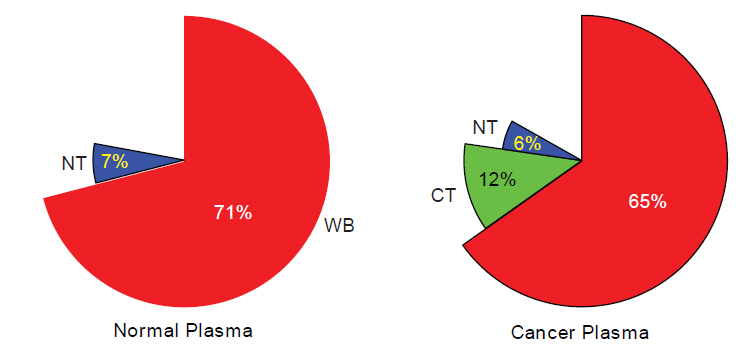 NT
7%
71%
WB
Normal Plasma
NT
6%
CT
12%
65%
Cancer Plasma